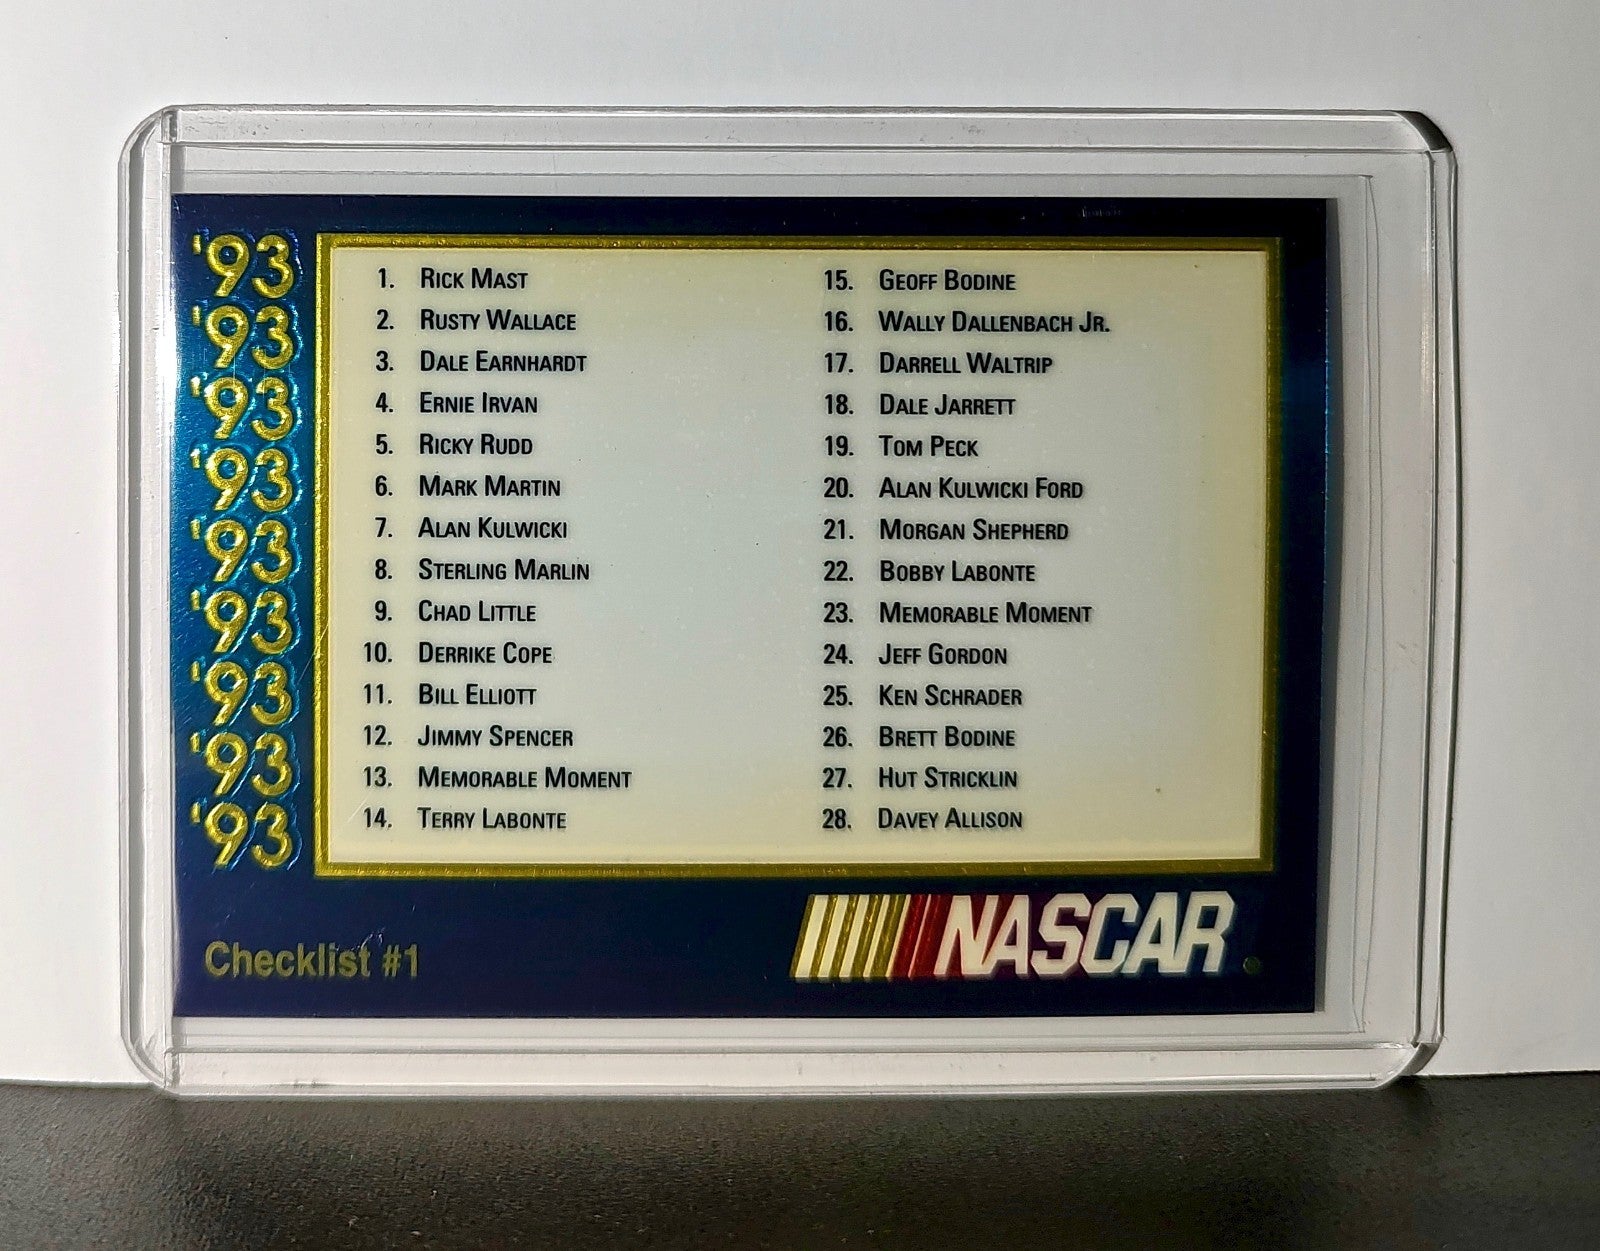 '93
'93
'93
'93
'93
'93
'93
'93
'93
1. RICK MAST
2. RUSTY WALLACE
3. DALE EARNHARDT
4. ERNIE IRVAN
5. RICKY RUDD
6. MARK MARTIN
7. ALAN KULWICKI
8. STERLING MARLIN
9. CHAD LITTLE
10. DERRIKE COPE
11. BILL ELLIOTT
12. JIMMY SPENCER
13. MEMORABLE MOMENT
14. TERRY LABONTE
15. GEOFF BODINE
16. WALLY DALLENBACH JR.
17. DARRELL WALTRIP
18. DALE JARRETT
19. TOM PECK
20. ALAN KULWICKI FORD
21. MORGAN SHEPHERD
22. BOBBY LABONTE
23. MEMORABLE MOMENT
24. JEFF GORDON
25. KEN SCHRADER
26. BRETT BODINE
27. HUT STRICKLIN
28. DAVEY ALLISON
Checklist #1
NASCAR